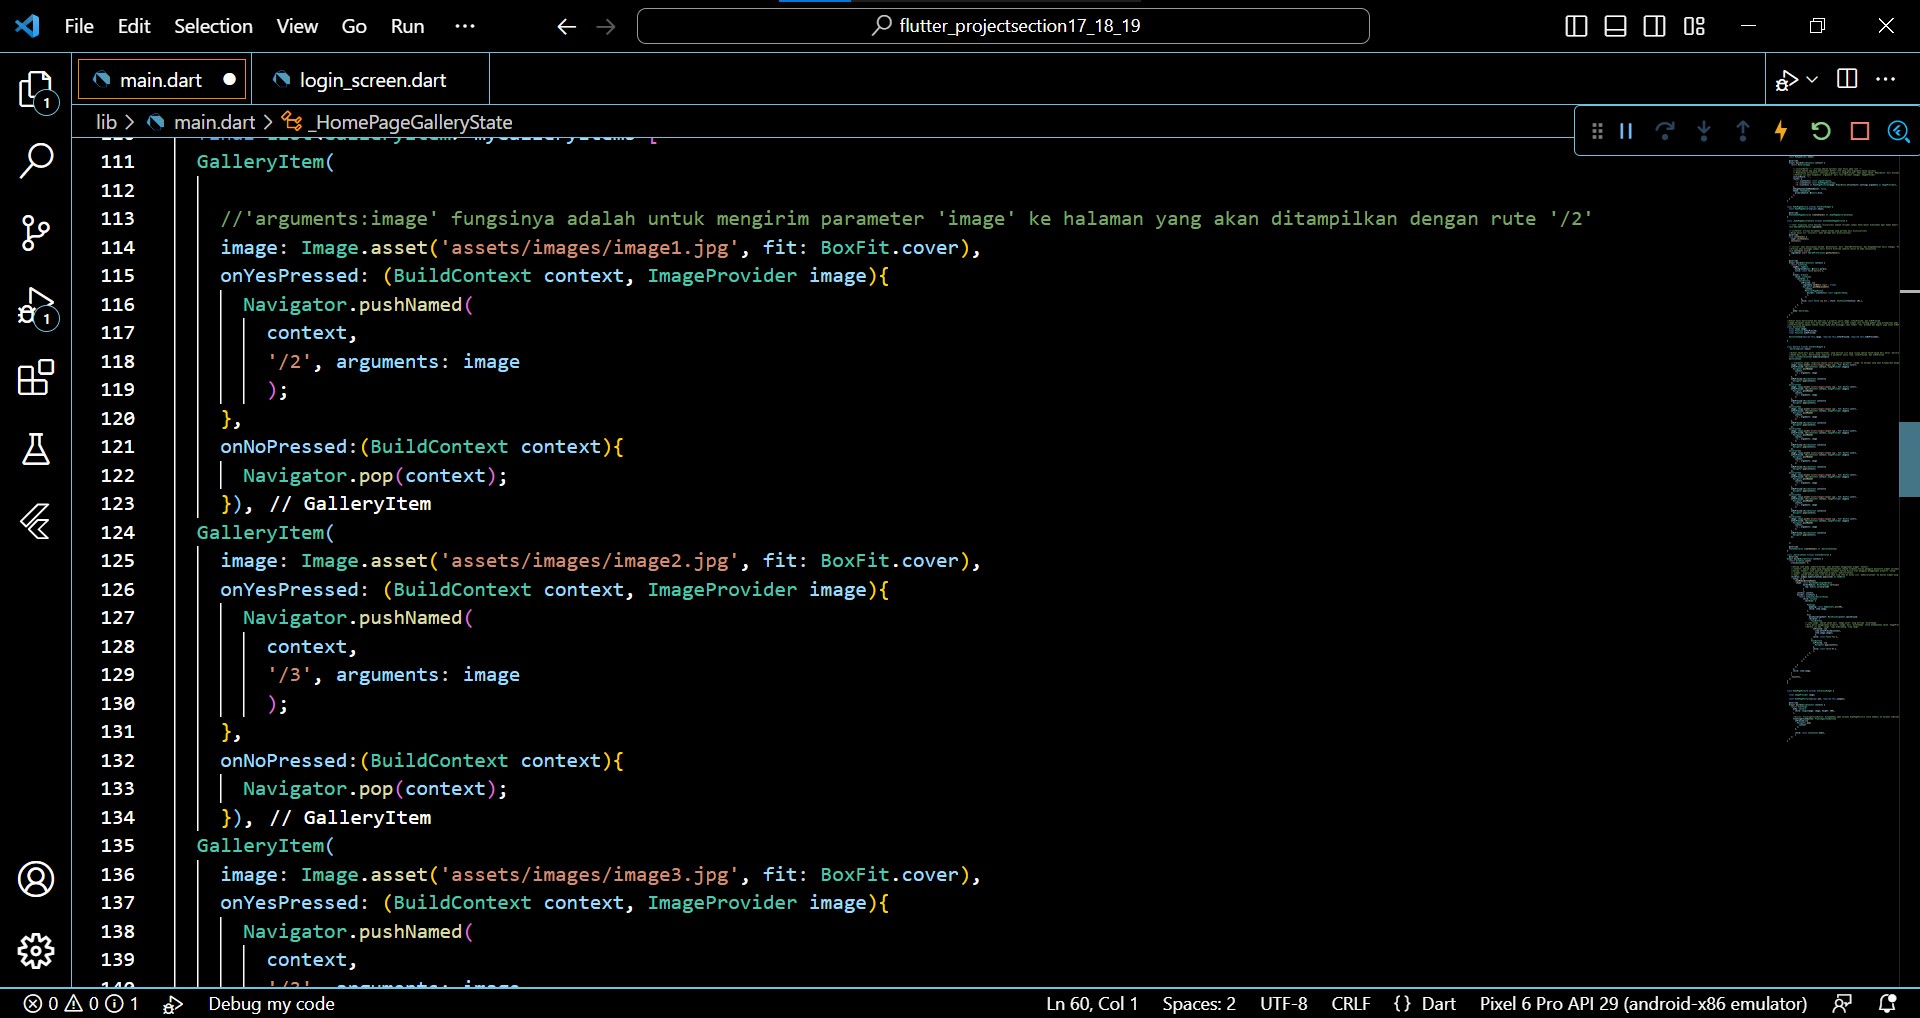 File Edit Selection View Go Run ··· flutter_projectsection17_18_19
main.dart login_screen.dart
lib > main.dart > _HomePageGalleryState
111 GalleryItem(
112
113 //'arguments:image' fungsinya adalah untuk mengirim parameter 'image' ke halaman yang akan ditampilkan dengan rute '/2'
114 image: Image.asset('assets/images/image1.jpg', fit: BoxFit.cover),
115 onYesPressed: (BuildContext context, ImageProvider image){
116 Navigator.pushNamed(
117 context,
118 '/2', arguments: image
119 );
120 },
121 onNoPressed:(BuildContext context){
122 Navigator.pop(context);
123 }), // GalleryItem
124 GalleryItem(
125 image: Image.asset('assets/images/image2.jpg', fit: BoxFit.cover),
126 onYesPressed: (BuildContext context, ImageProvider image){
127 Navigator.pushNamed(
128 context,
129 '/3', arguments: image
130 );
131 },
132 onNoPressed:(BuildContext context){
133 Navigator.pop(context);
134 }), // GalleryItem
135 GalleryItem(
136 image: Image.asset('assets/images/image3.jpg', fit: BoxFit.cover),
137 onYesPressed: (BuildContext context, ImageProvider image){
138 Navigator.pushNamed(
139 context,
0 0 1 Debug my code Ln 60, Col 1 Spaces: 2 UTF-8 CRLF {} Dart Pixel 6 Pro API 29 (android-x86 emulator)